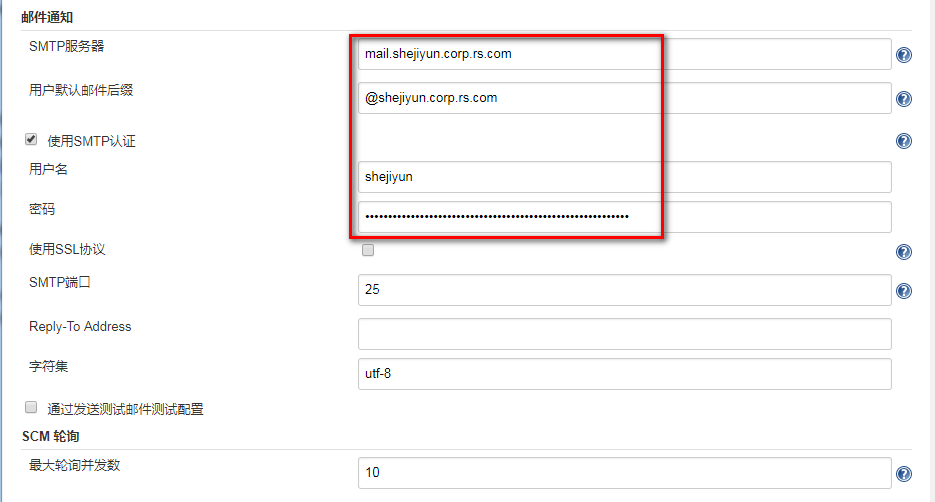 邮件通知
SMTP服务器 mail.shejiyun.corp.rs.com
用户默认邮件后缀 @shejiyun.corp.rs.com
使用SMTP认证
用户名 shejiyun
密码 ••••••••••••••••••••••••••••••••••••••••••••••••••••••••••
使用SSL协议
SMTP端口 25
Reply-To Address
字符集 utf-8
通过发送测试邮件测试配置
SCM 轮询
最大轮询并发数 10